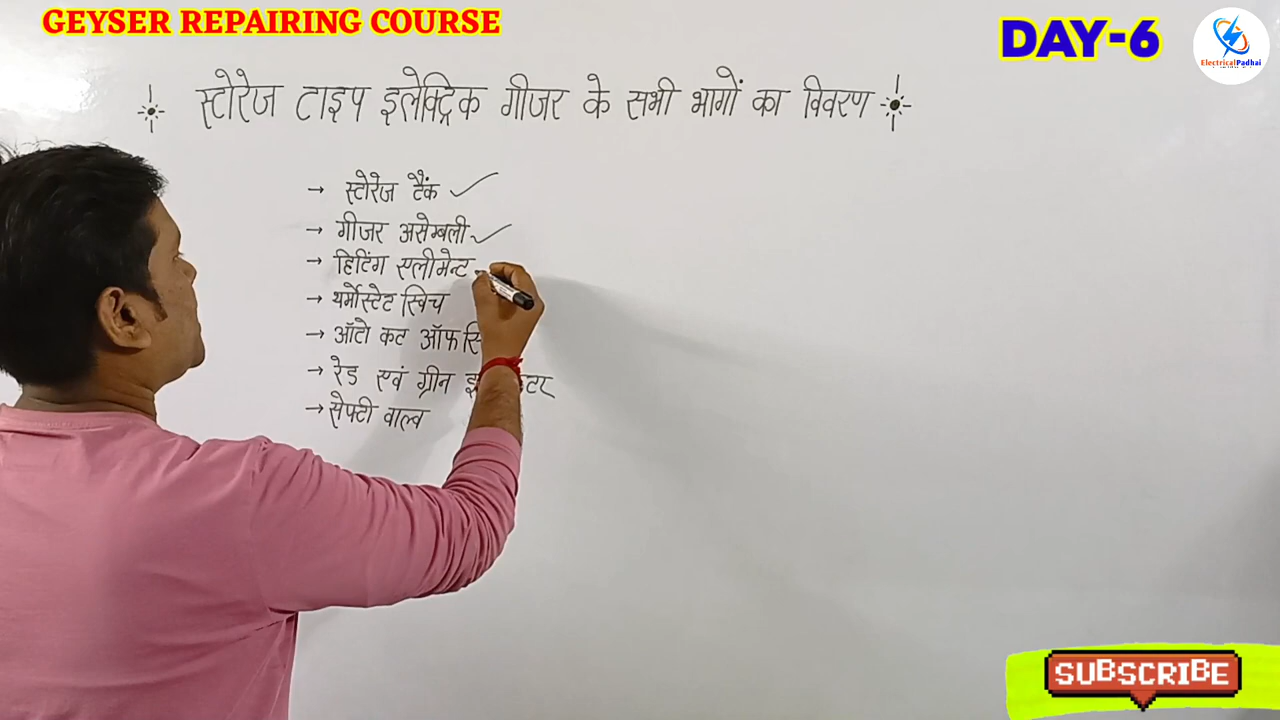 GEYSER REPAIRING COURSE
DAY-6
ElectricalPadhai
स्टोरेज टाइप इलेक्ट्रिक गीजर के सभी भागों का विवरण
→ स्टोरेज टैंक ✓
→ गीजर असेम्बली ✓
→ हिटिंग एलीमेन्ट
→ थर्मोस्टेट स्विच
→ ऑटो कट ऑफ
→ रेड एवं ग्रीन
→ सेफ्टी वाल्व
SUBSCRIBE